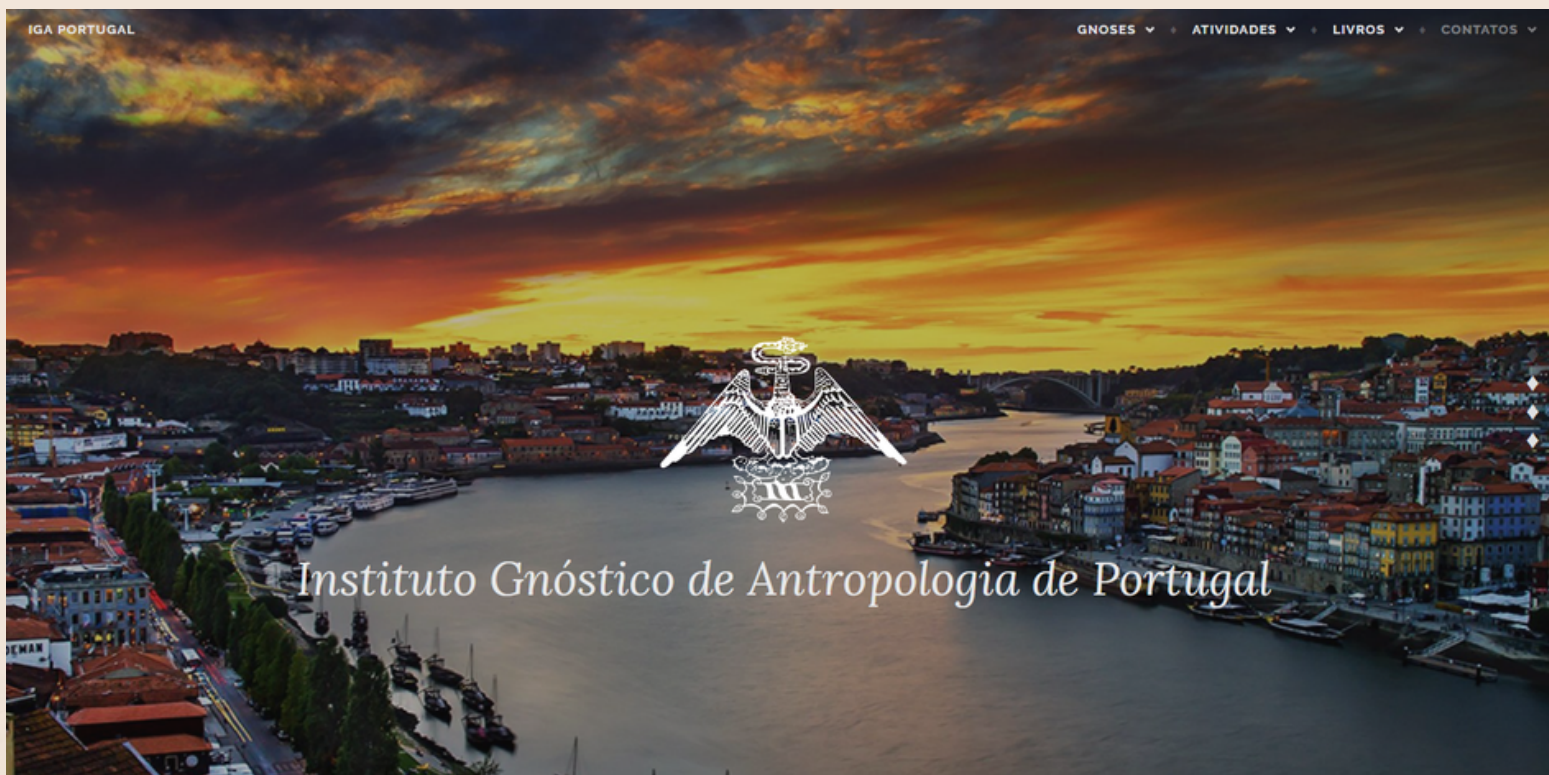 IGA PORTUGAL
GNOSES
ATIVIDADES
LIVROS
CONTATOS
Instituto Gnóstico de Antropologia de Portugal